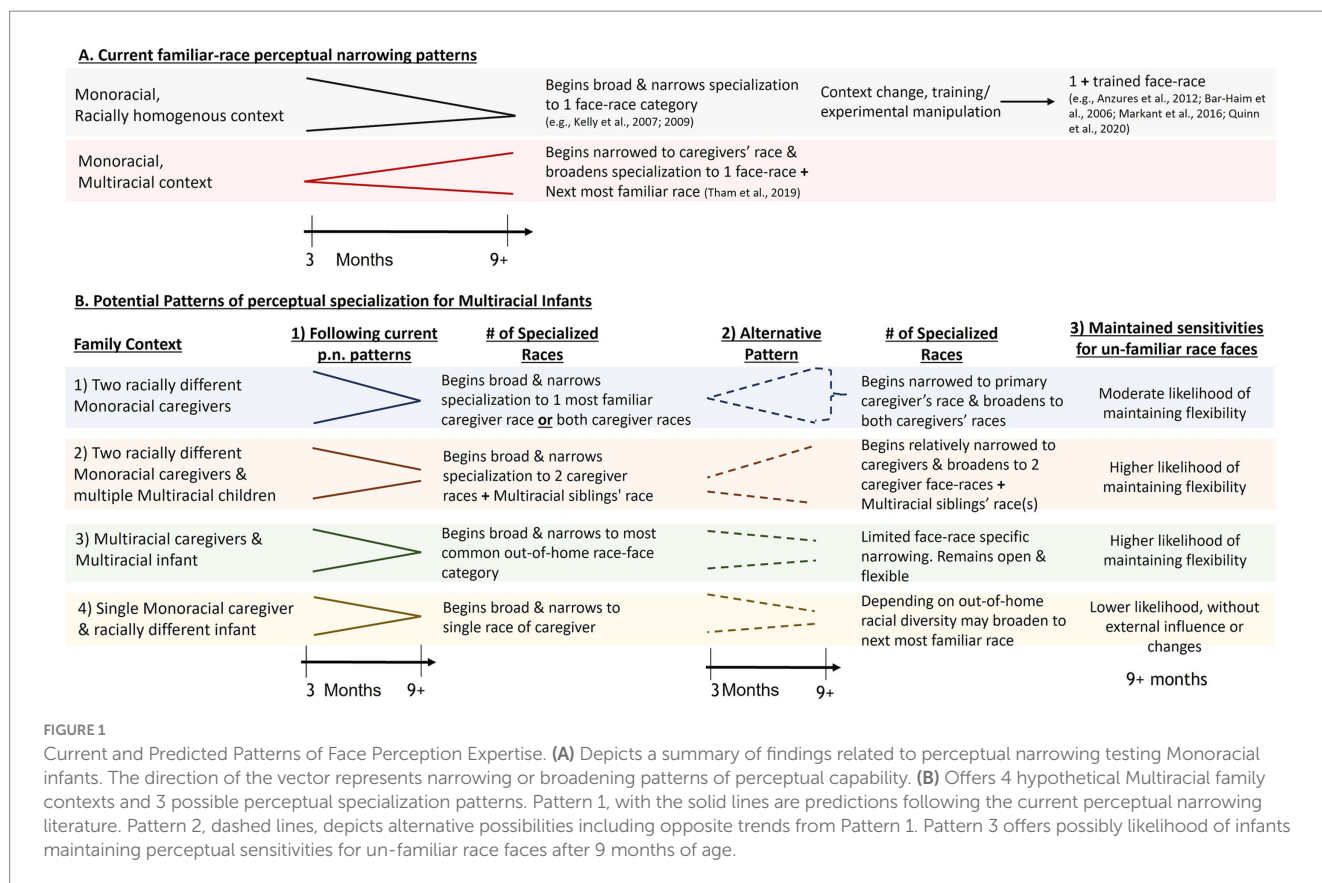 A. Current familiar-race perceptual narrowing patterns
Monoracial,
Racially homogenous context
Begins broad & narrows specialization
to 1 face-race category
(e.g., Kelly et al., 2007; 2009)
Context change, training/
experimental manipulation
1 + trained face-race
(e.g., Anzures et al., 2012; Bar-Haim et
al., 2006; Markant et al., 2016; Quinn
et al., 2020)
Monoracial,
Multiracial context
Begins narrowed to caregivers' race &
broadens specialization to 1 face-race +
Next most familiar race (Tham et al., 2019)
3 Months 9+
B. Potential Patterns of perceptual specialization for Multiracial Infants
Family Context
1) Following current
p.n. patterns
# of Specialized
Races
2) Alternative
Pattern
# of Specialized
Races
3) Maintained sensitivities
for un-familiar race faces
1) Two racially different
Monoracial caregivers
Begins broad & narrows
specialization to 1 most familiar
caregiver race or both caregiver races
Begins narrowed to primary
caregiver's race & broadens to
both caregivers' races
Moderate likelihood of
maintaining flexibility
2) Two racially different
Monoracial caregivers &
multiple Multiracial children
Begins broad & narrows
specialization to 2 caregiver
races + Multiracial siblings' race
Begins relatively narrowed to
caregivers & broadens to 2
caregiver face-races +
Multiracial siblings' race(s)
Higher likelihood of
maintaining flexibility
3) Multiracial caregivers &
Multiracial infant
Begins broad & narrows to most
common out-of-home race-face
category
Limited face-race specific
narrowing. Remains open &
flexible
Higher likelihood of
maintaining flexibility
4) Single Monoracial caregiver
& racially different infant
Begins broad & narrows to
single race of caregiver
Depending on out-of-home
racial diversity may broaden to
next most familiar race
Lower likelihood, without
external influence or
changes
3 Months 9+
3 Months 9+
9+ months
FIGURE 1
Current and Predicted Patterns of Face Perception Expertise. (A) Depicts a summary of findings related to perceptual narrowing testing Monoracial
infants. The direction of the vector represents narrowing or broadening patterns of perceptual capability. (B) Offers 4 hypothetical Multiracial family
contexts and 3 possible perceptual specialization patterns. Pattern 1, with the solid lines are predictions following the current perceptual narrowing
literature. Pattern 2, dashed lines, depicts alternative possibilities including opposite trends from Pattern 1. Pattern 3 offers possibly likelihood of infants
maintaining perceptual sensitivities for un-familiar race faces after 9 months of age.